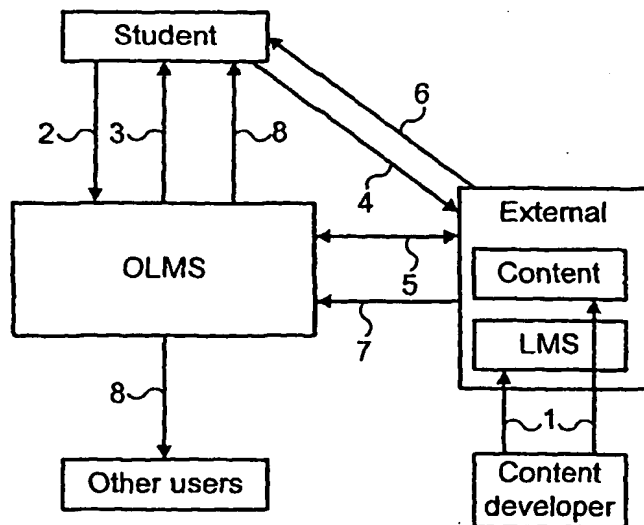 Student
6
2
3
8
4
External
OLMS
5
Content
7
LMS
8
1
Other users
Content
developer